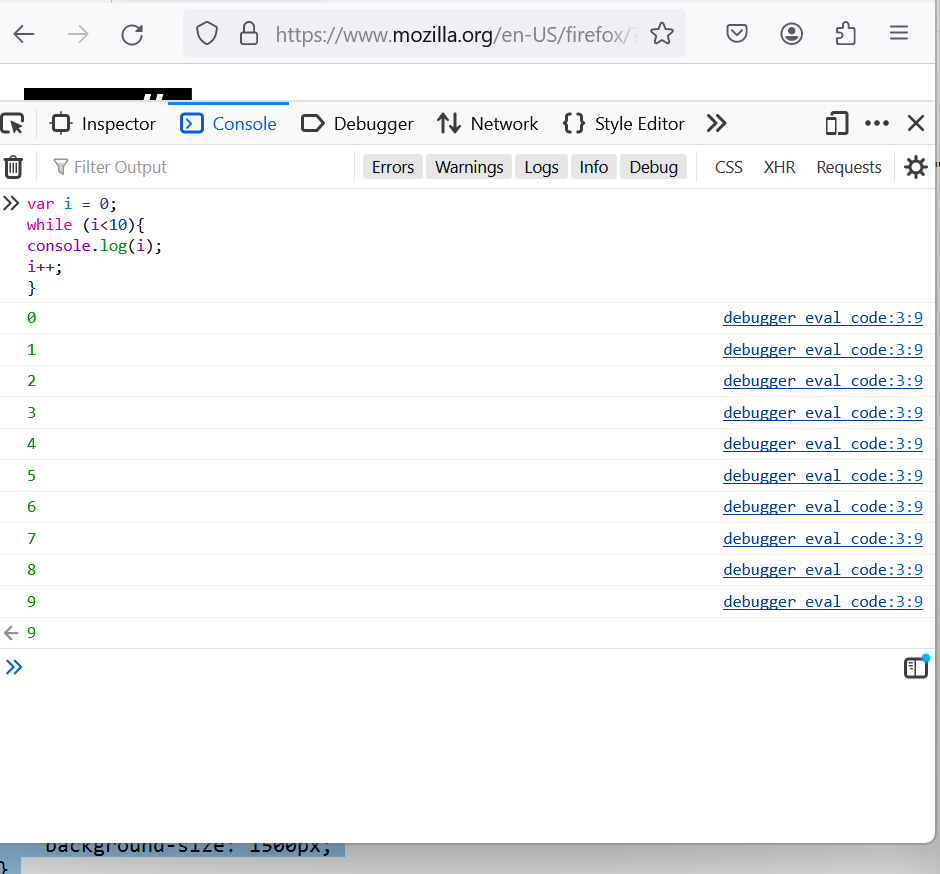 https://www.mozilla.org/en-US/firefox/?
Inspector Console Debugger Network Style Editor
Filter Output Errors Warnings Logs Info Debug CSS XHR Requests
var i = 0;
while (i<10){
console.log(i);
i++;
}
0 debugger eval code:3:9
1 debugger eval code:3:9
2 debugger eval code:3:9
3 debugger eval code:3:9
4 debugger eval code:3:9
5 debugger eval code:3:9
6 debugger eval code:3:9
7 debugger eval code:3:9
8 debugger eval code:3:9
9 debugger eval code:3:9
9
background-size: 1500px;
}